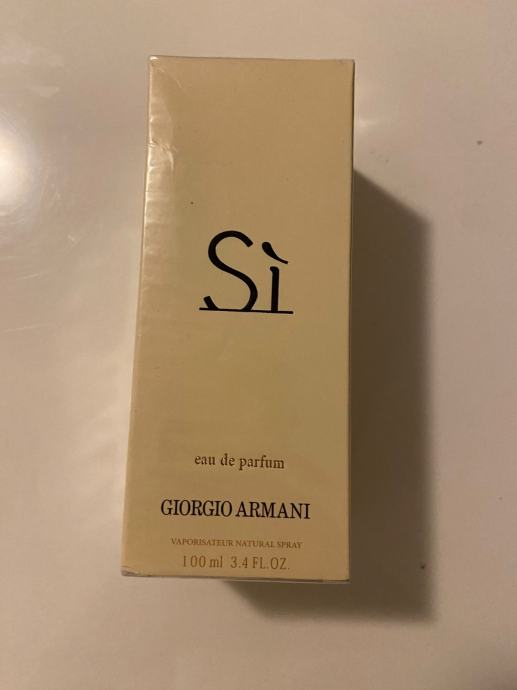 Sì
eau de parfum
GIORGIO ARMANI
VAPORISATEUR NATURAL SPRAY
100 ml 3.4 FL.OZ.